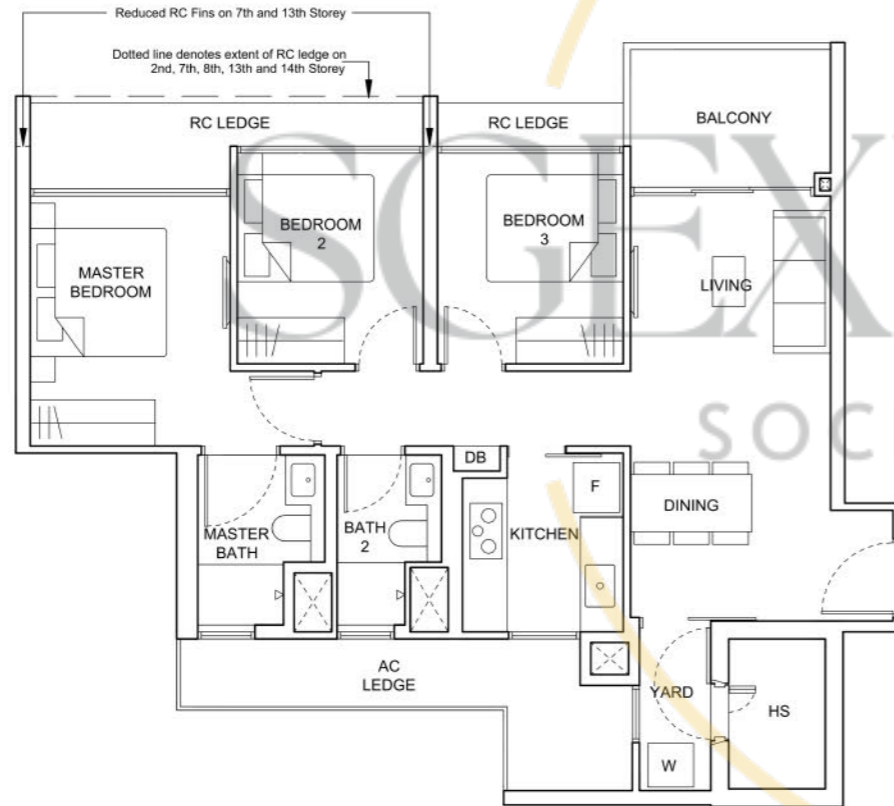 Reduced RC Fins on 7th and 13th Storey
Dotted line denotes extent of RC ledge on
2nd, 7th, 8th, 13th and 14th Storey
RC LEDGE
RC LEDGE
BALCONY
SGEX
BEDROOM
2
BEDROOM
3
MASTER
BEDROOM
LIVING
SOC
DB
F
DINING
MASTER
BATH
BATH
2
KITCHEN
AC
LEDGE
YARD
HS
W